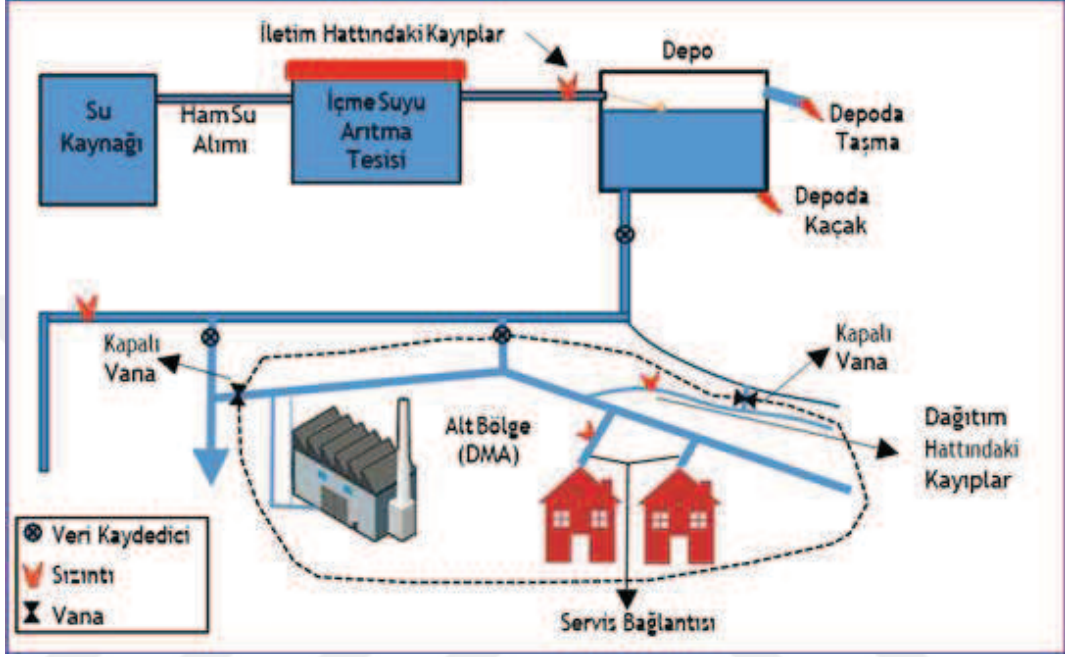 İletim Hattındaki Kayıplar
Depo
Su
Kaynağı
Ham Su
Alımı
İçme Suyu
Arıtma
Tesisi
Depoda
Taşma
Depoda
Kaçak
Kapalı
Vana
Kapalı
Vana
Alt Bölge
(DMA)
Dağıtım
Hattındaki
Kayıplar
Veri Kaydedici
Sızıntı
Vana
Servis Bağlantısı